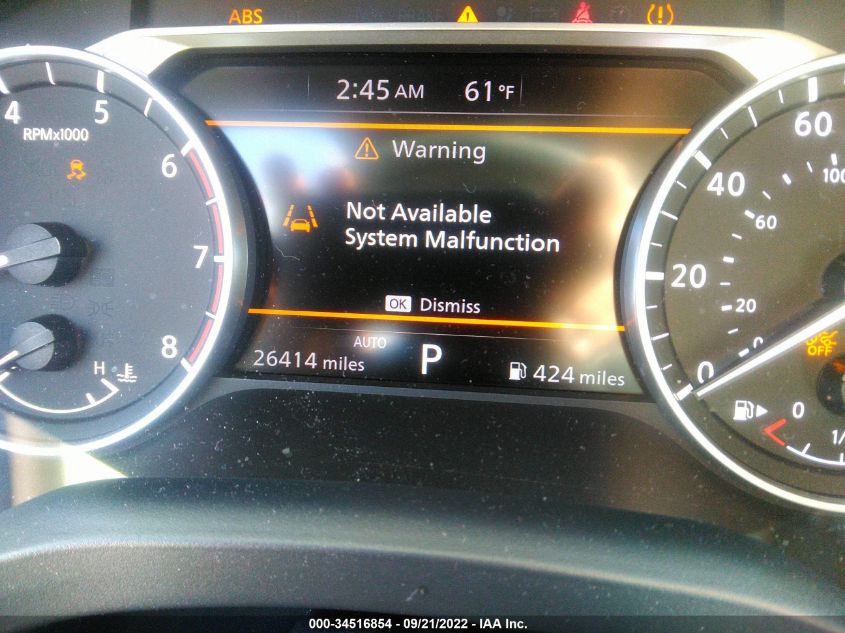 ABS
2:45 AM 61°F
4 5 6 7 8
RPMx1000
Warning
Not Available
System Malfunction
OK Dismiss
AUTO
26414 miles P 424 miles
H
60
40
20
0
100
60
20
0
OFF
0
1/
000-34516854 - 09/21/2022 - IAA Inc.